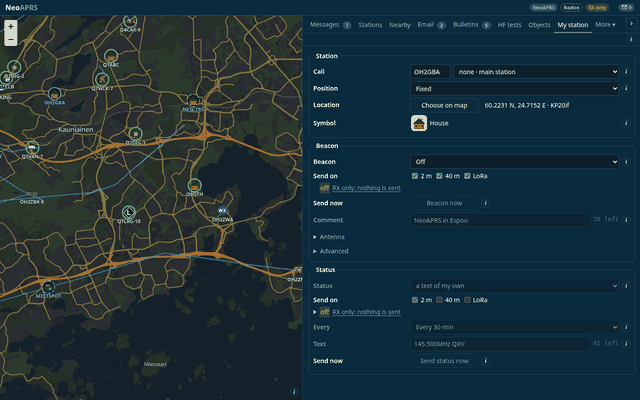 NeoAPRS
NeoAPRS Radios RX only 9
Messages 7 Stations Nearby Email 2 Bulletins 5 HF tests Objects My station More
Station
Call OH2GBA none - main station
Position Fixed
Location Choose on map 60.2231 N, 24.7152 E · KP20if
Symbol House
Beacon
Beacon Off
Send on 2 m 40 m LoRa
off RX only: nothing is sent
Send now Beacon now
Comment NeoAPRS in Espoo 20 left
Antenna
Advanced
Status
Status a text of my own
Send on 2 m 40 m LoRa
off RX only: nothing is sent
Every Every 30 min
Text 145.500MHz QRV 41 left
Send now Send status now
OH2GBA
Kauniainen
OH2ZWA
Miessaari